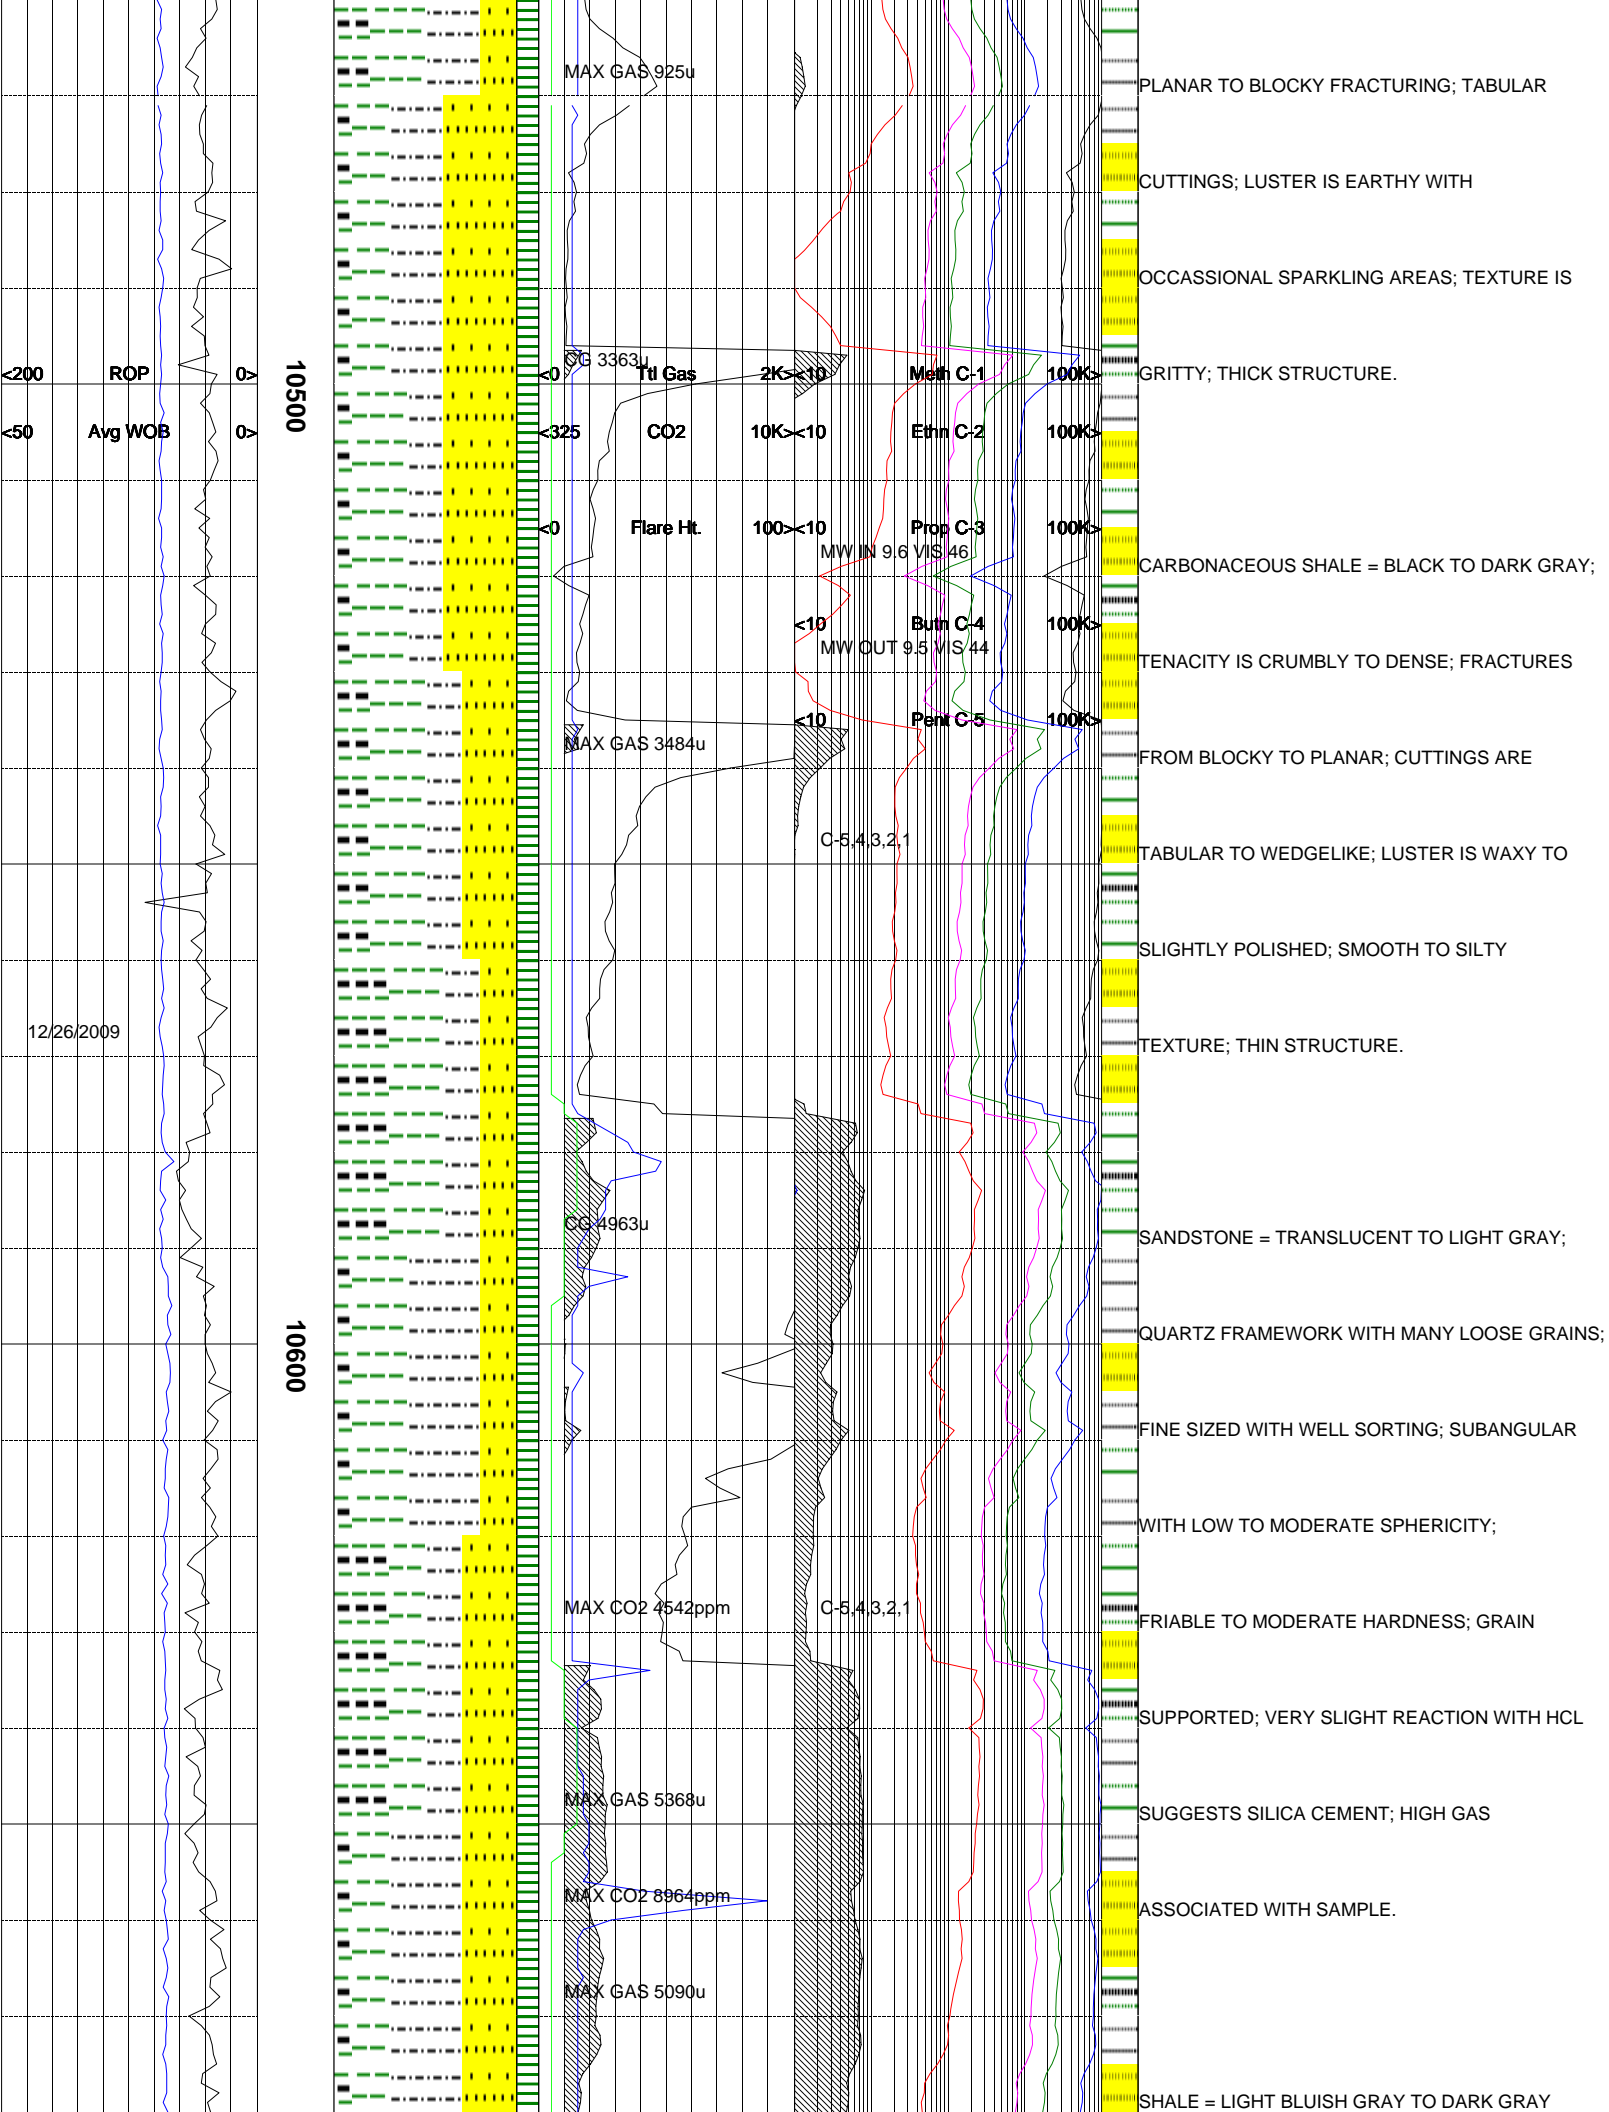 MAX GAS 925u
PLANAR TO BLOCKY FRACTURING; TABULAR
CUTTINGS; LUSTER IS EARTHY WITH
OCCASSIONAL SPARKLING AREAS; TEXTURE IS
CG 3363u
<200 ROP 0>
10500
<0 Ttl Gas 2K>
<10 Meth C-1 100K>
GRITTY; THICK STRUCTURE.
<50 Avg WOB 0>
<325 CO2 10K>
<10 Ethn C-2 100K>
<0 Flare Ht. 100>
<10 Prop C-3 100K>
MW IN 9.6 VIS 46
CARBONACEOUS SHALE = BLACK TO DARK GRAY;
<10 Butn C-4 100K>
MW OUT 9.5 VIS 44
TENACITY IS CRUMBLY TO DENSE; FRACTURES
<10 Pent C-5 100K>
MAX GAS 3484u
FROM BLOCKY TO PLANAR; CUTTINGS ARE
C-5,4,3,2,1
TABULAR TO WEDGELIKE; LUSTER IS WAXY TO
SLIGHTLY POLISHED; SMOOTH TO SILTY
12/26/2009
TEXTURE; THIN STRUCTURE.
CG 4963u
SANDSTONE = TRANSLUCENT TO LIGHT GRAY;
10600
QUARTZ FRAMEWORK WITH MANY LOOSE GRAINS;
FINE SIZED WITH WELL SORTING; SUBANGULAR
WITH LOW TO MODERATE SPHERICITY;
MAX CO2 4542ppm
C-5,4,3,2,1
FRIABLE TO MODERATE HARDNESS; GRAIN
SUPPORTED; VERY SLIGHT REACTION WITH HCL
MAX GAS 5368u
SUGGESTS SILICA CEMENT; HIGH GAS
MAX CO2 8964ppm
ASSOCIATED WITH SAMPLE.
MAX GAS 5090u
SHALE = LIGHT BLUISH GRAY TO DARK GRAY